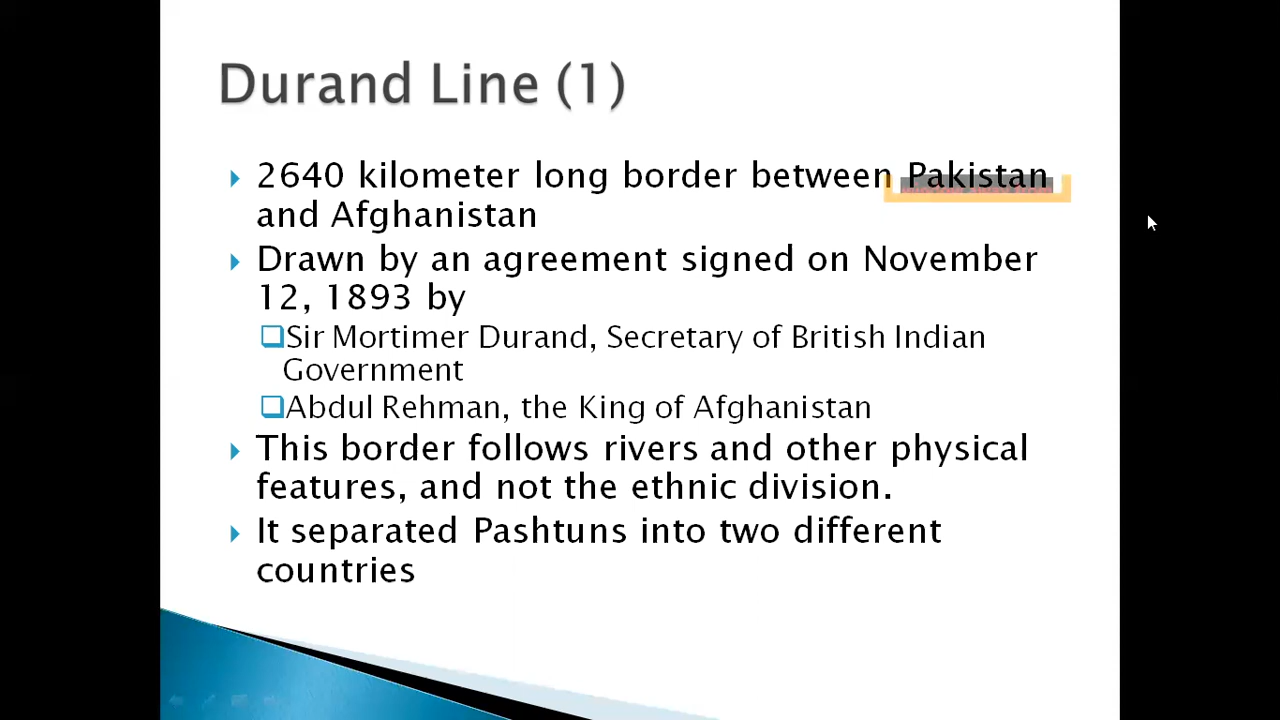 Durand Line (1)
2640 kilometer long border between Pakistan
and Afghanistan
Drawn by an agreement signed on November
12, 1893 by
Sir Mortimer Durand, Secretary of British Indian
Government
Abdul Rehman, the King of Afghanistan
This border follows rivers and other physical
features, and not the ethnic division.
It separated Pashtuns into two different
countries